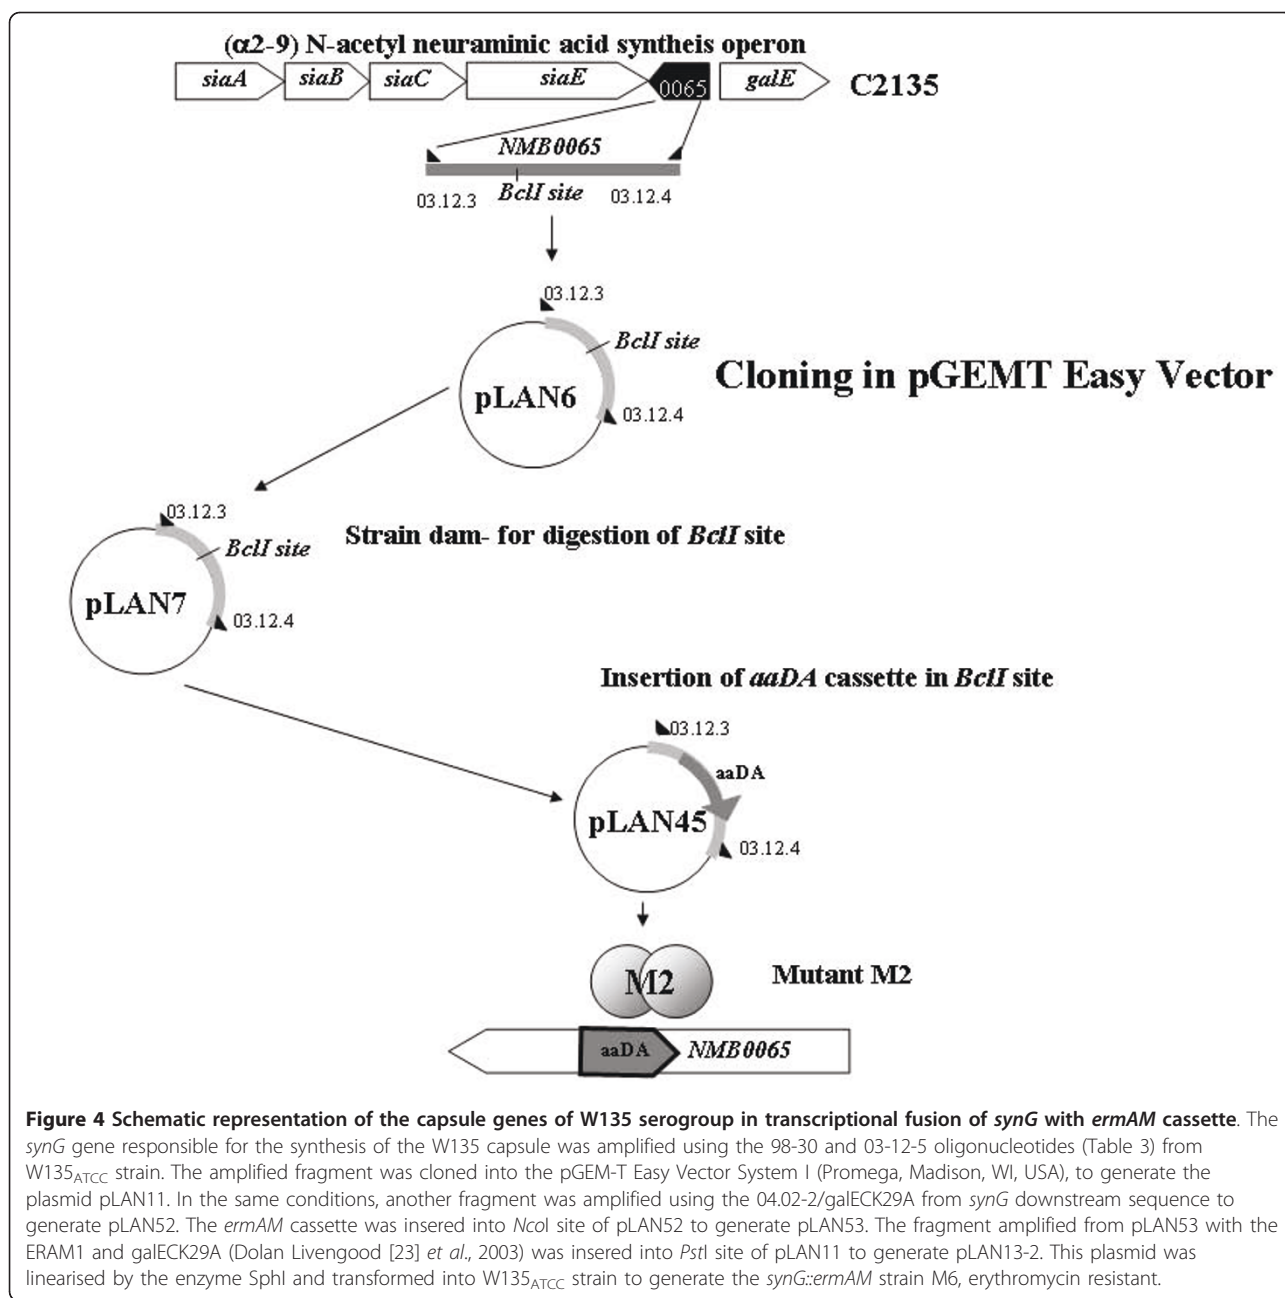 (α2-9) N-acetyl neuraminic acid syntheis operon
siaA siaB siaC siaE 0065 galE C2135
NMB0065
03.12.3 BclI site 03.12.4
03.12.3
BclI site
Cloning in pGEMT Easy Vector
pLAN6
03.12.4
03.12.3
Strain dam- for digestion of BclI site
BclI site
pLAN7
03.12.4
Insertion of aaDA cassette in BclI site
03.12.3
aaDA
pLAN45
03.12.4
M2 Mutant M2
aaDA NMB0065
Figure 4 Schematic representation of the capsule genes of W135 serogroup in transcriptional fusion of synG with ermAM cassette. The
synG gene responsible for the synthesis of the W135 capsule was amplified using the 98-30 and 03-12-5 oligonucleotides (Table 3) from
W135ATCC strain. The amplified fragment was cloned into the pGEM-T Easy Vector System I (Promega, Madison, WI, USA), to generate the
plasmid pLAN11. In the same conditions, another fragment was amplified using the 04.02-2/galECK29A from synG downstream sequence to
generate pLAN52. The ermAM cassette was insered into NcoI site of pLAN52 to generate pLAN53. The fragment amplified from pLAN53 with the
ERAM1 and galECK29A (Dolan Livengood [23] et al., 2003) was insered into PstI site of pLAN11 to generate pLAN13-2. This plasmid was
linearised by the enzyme SphI and transformed into W135ATCC strain to generate the synG::ermAM strain M6, erythromycin resistant.